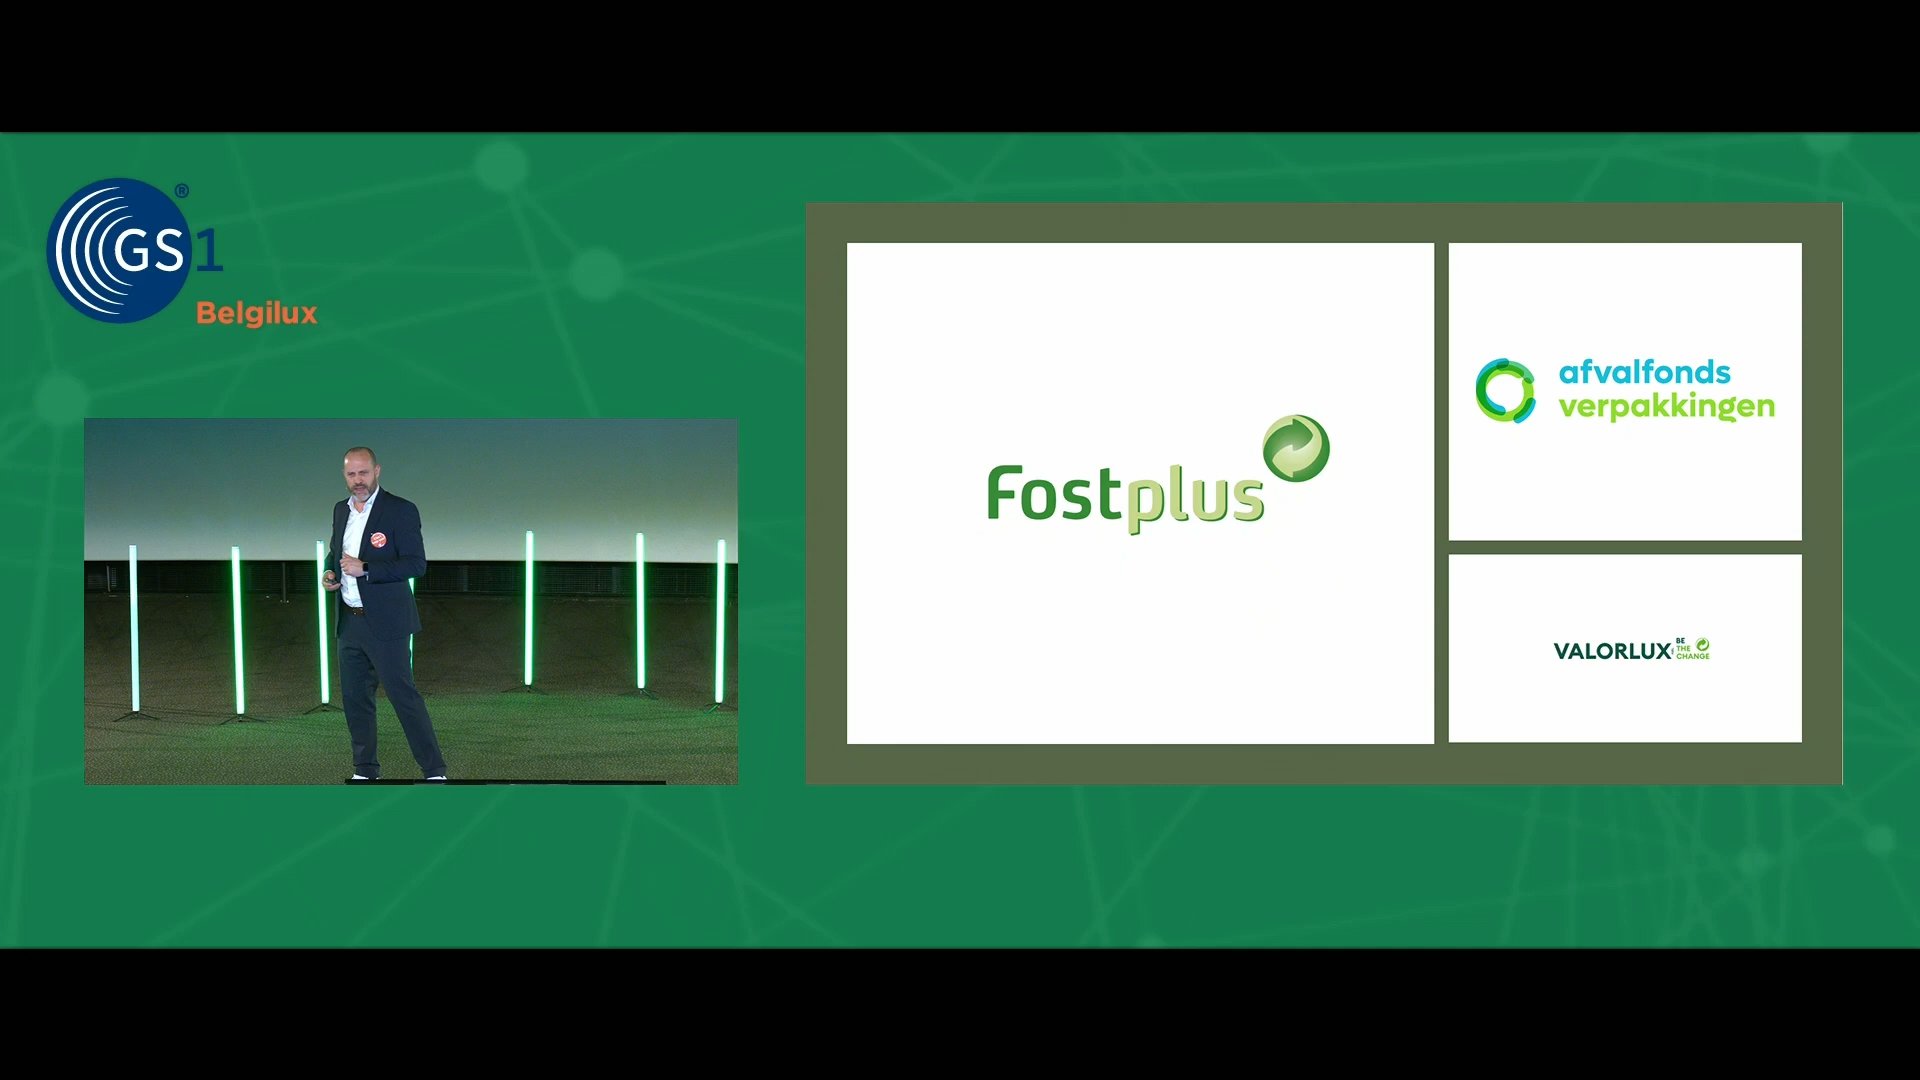 GS1®
Belgilux
Fostplus
afvalfonds
verpakkingen
VALORLUX
BE
THE
CHANGE